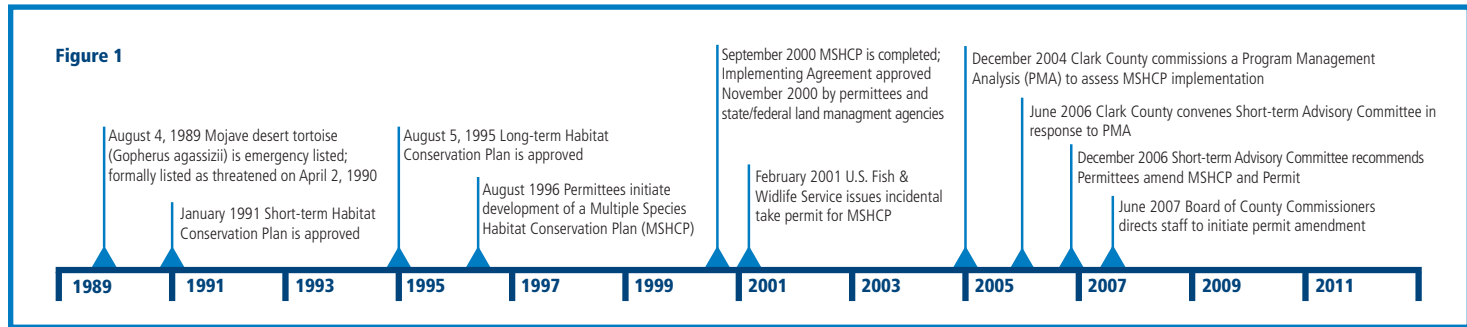 Figure 1
August 4, 1989 Mojave desert tortoise
(Gopherus agassizii) is emergency listed;
formally listed as threatened on April 2, 1990
January 1991 Short-term Habitat
Conservation Plan is approved
August 5, 1995 Long-term Habitat
Conservation Plan is approved
August 1996 Permittees initiate
development of a Multiple Species
Habitat Conservation Plan (MSHCP)
September 2000 MSHCP is completed;
Implementing Agreement approved
November 2000 by permittees and
state/federal land managment agencies
February 2001 U.S. Fish &
Widlife Service issues incidental
take permit for MSHCP
December 2004 Clark County commissions a Program Management
Analysis (PMA) to assess MSHCP implementation
June 2006 Clark County convenes Short-term Advisory Committee in
response to PMA
December 2006 Short-term Advisory Committee recommends
Permittees amend MSHCP and Permit
June 2007 Board of County Commissioners
directs staff to initiate permit amendment
1989 1991 1993 1995 1997 1999 2001 2003 2005 2007 2009 2011